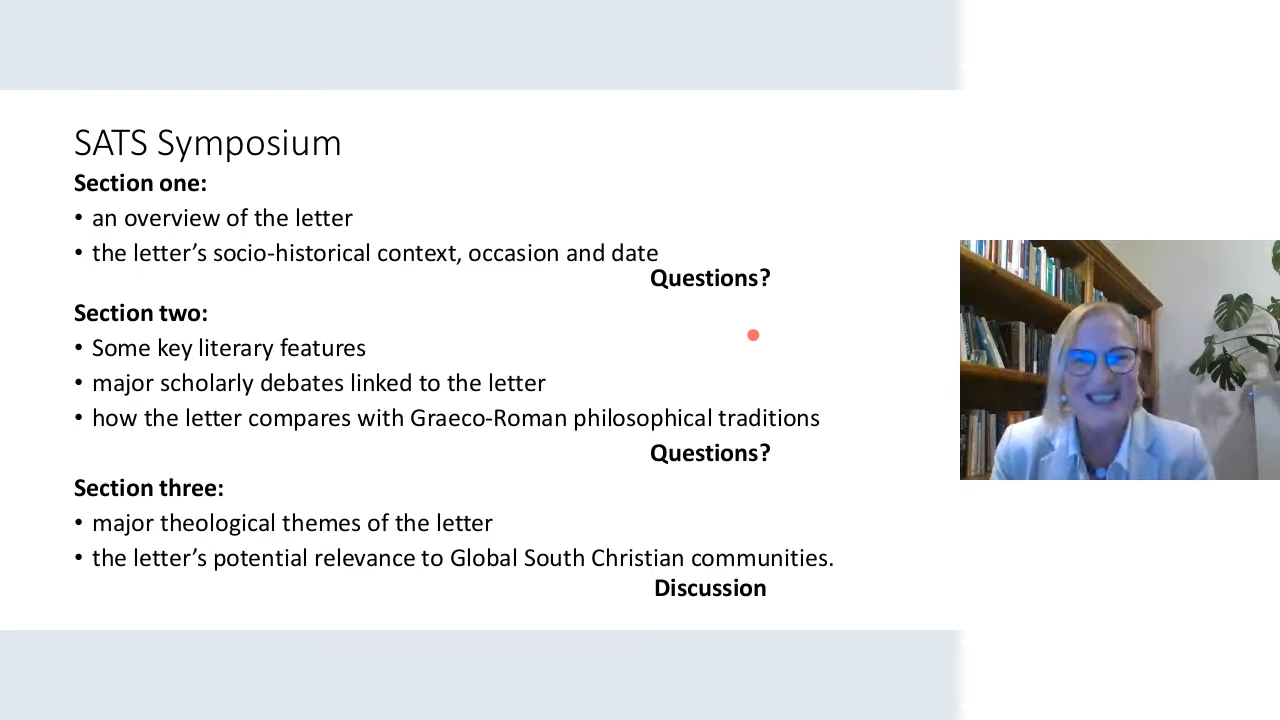 SATS Symposium
Section one:
• an overview of the letter
• the letter’s socio-historical context, occasion and date
Questions?
Section two:
• Some key literary features
• major scholarly debates linked to the letter
• how the letter compares with Graeco-Roman philosophical traditions
Questions?
Section three:
• major theological themes of the letter
• the letter’s potential relevance to Global South Christian communities.
Discussion